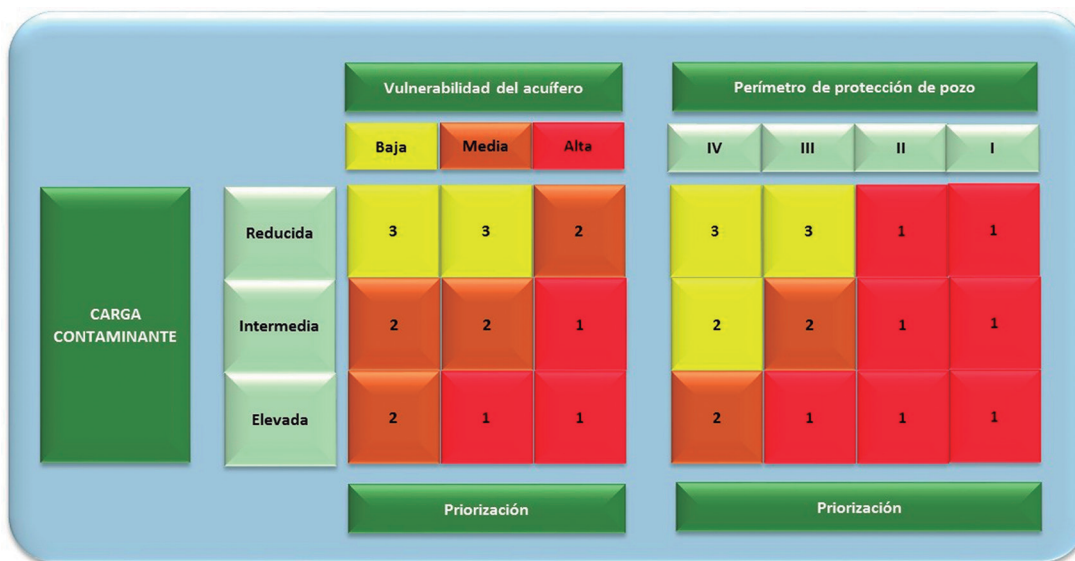 Vulnerabilidad del acuífero
Perímetro de protección de pozo
Baja Media Alta
IV III II I
CARGA
CONTAMINANTE
Reducida 3 3 2 3 3 1 1
Intermedia 2 2 1 2 2 1 1
Elevada 2 1 1 2 1 1 1
Priorización
Priorización